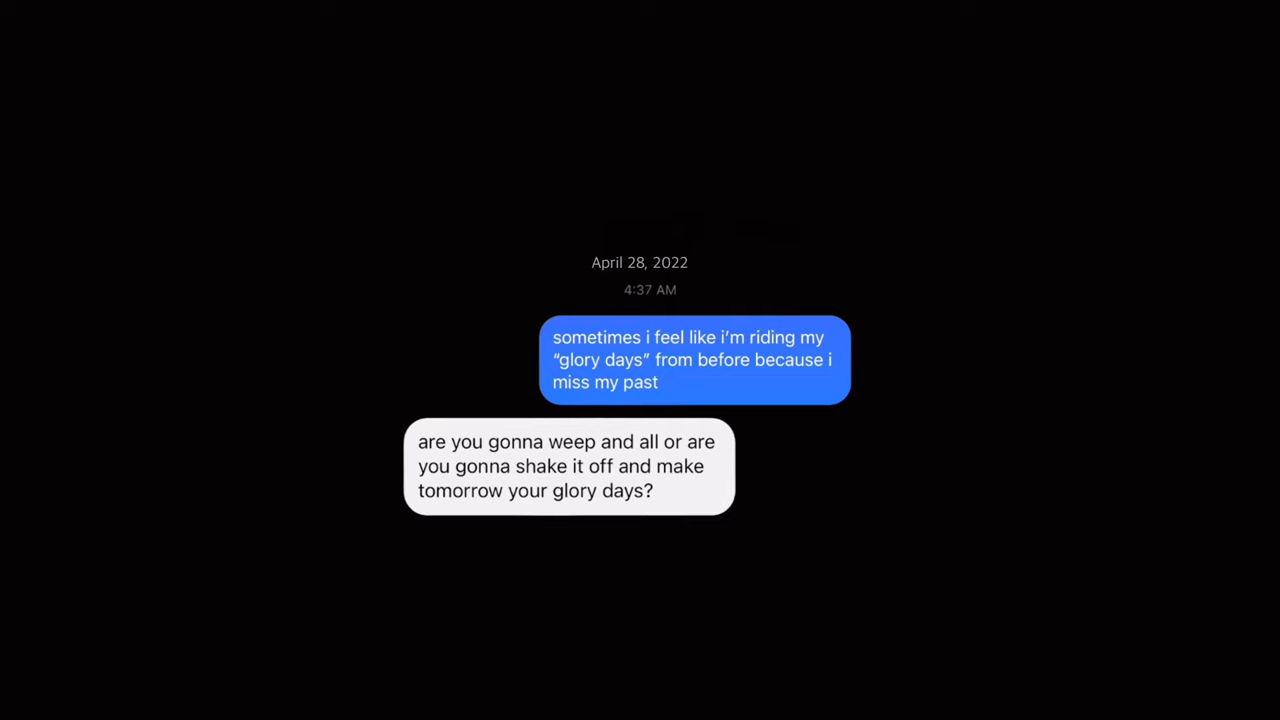 April 28, 2022
4:37 AM
sometimes i feel like i’m riding my
“glory days” from before because i
miss my past
are you gonna weep and all or are
you gonna shake it off and make
tomorrow your glory days?